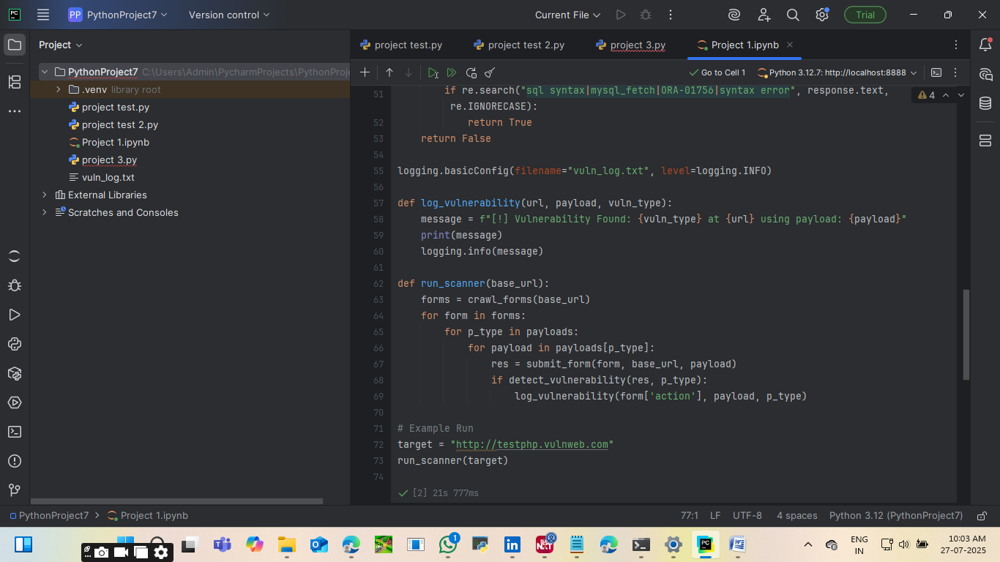 PP PythonProject7 Version control Current File Trial
Project
project test.py project test 2.py project 3.py Project 1.ipynb
PythonProject7 C:\Users\Admin\PycharmProjects\PythonProje
.venv library root
project test.py
project test 2.py
Project 1.ipynb
project 3.py
vuln_log.txt
External Libraries
Scratches and Consoles
Go to Cell 1 Python 3.12.7: http://localhost:8888
4
51 if re.search("sql syntax|mysql_fetch|ORA-01756|syntax error", response.text,
re.IGNORECASE):
52 return True
53 return False
54
55 logging.basicConfig(filename="vuln_log.txt", level=logging.INFO)
56
57 def log_vulnerability(url, payload, vuln_type):
58 message = f"[!] Vulnerability Found: {vuln_type} at {url} using payload: {payload}"
59 print(message)
60 logging.info(message)
61
62 def run_scanner(base_url):
63 forms = crawl_forms(base_url)
64 for form in forms:
65 for p_type in payloads:
66 for payload in payloads[p_type]:
67 res = submit_form(form, base_url, payload)
68 if detect_vulnerability(res, p_type):
69 log_vulnerability(form['action'], payload, p_type)
70
71 # Example Run
72 target = "http://testphp.vulnweb.com"
73 run_scanner(target)
74
[2] 21s 777ms
PythonProject7 > Project 1.ipynb 77:1 LF UTF-8 4 spaces Python 3.12 (PythonProject7)
1
ENG
IN
10:03 AM
27-07-2025